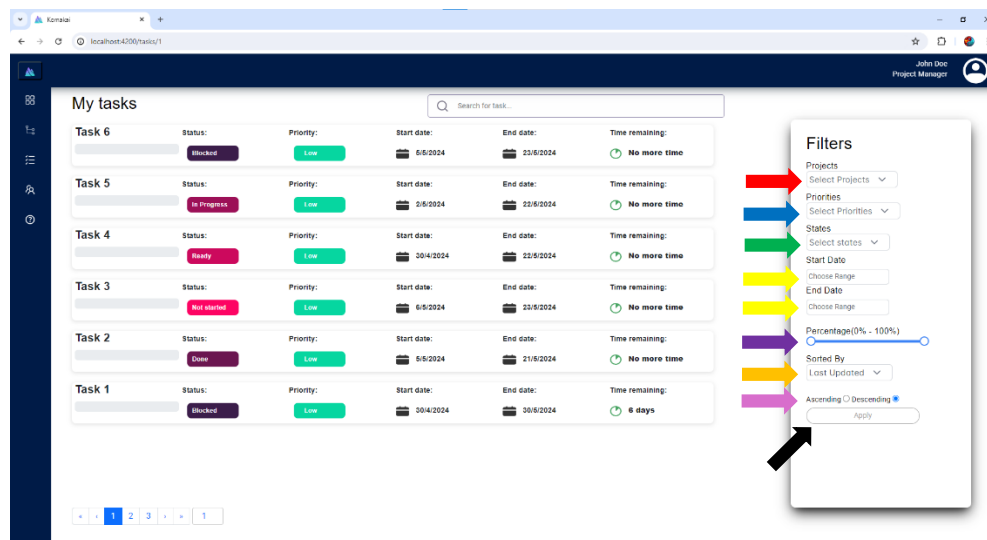 Komakai
localhost:4200/tasks/1
John Doe
Project Manager
My tasks
Search for task...
Task 6
Status: Priority: Start date: End date: Time remaining:
Blocked Low 5/5/2024 23/5/2024 No more time
Task 5
Status: Priority: Start date: End date: Time remaining:
In Progress Low 2/5/2024 22/5/2024 No more time
Task 4
Status: Priority: Start date: End date: Time remaining:
Ready Low 30/4/2024 22/5/2024 No more time
Task 3
Status: Priority: Start date: End date: Time remaining:
Not started Low 6/5/2024 23/5/2024 No more time
Task 2
Status: Priority: Start date: End date: Time remaining:
Done Low 5/5/2024 21/5/2024 No more time
Task 1
Status: Priority: Start date: End date: Time remaining:
Blocked Low 30/4/2024 30/5/2024 6 days
« ‹ 1 2 3 › » 1
Filters
Projects
Select Projects
Priorities
Select Priorities
States
Select states
Start Date
Choose Range
End Date
Choose Range
Percentage(0% - 100%)
Sorted By
Last Updated
Ascending Descending
Apply